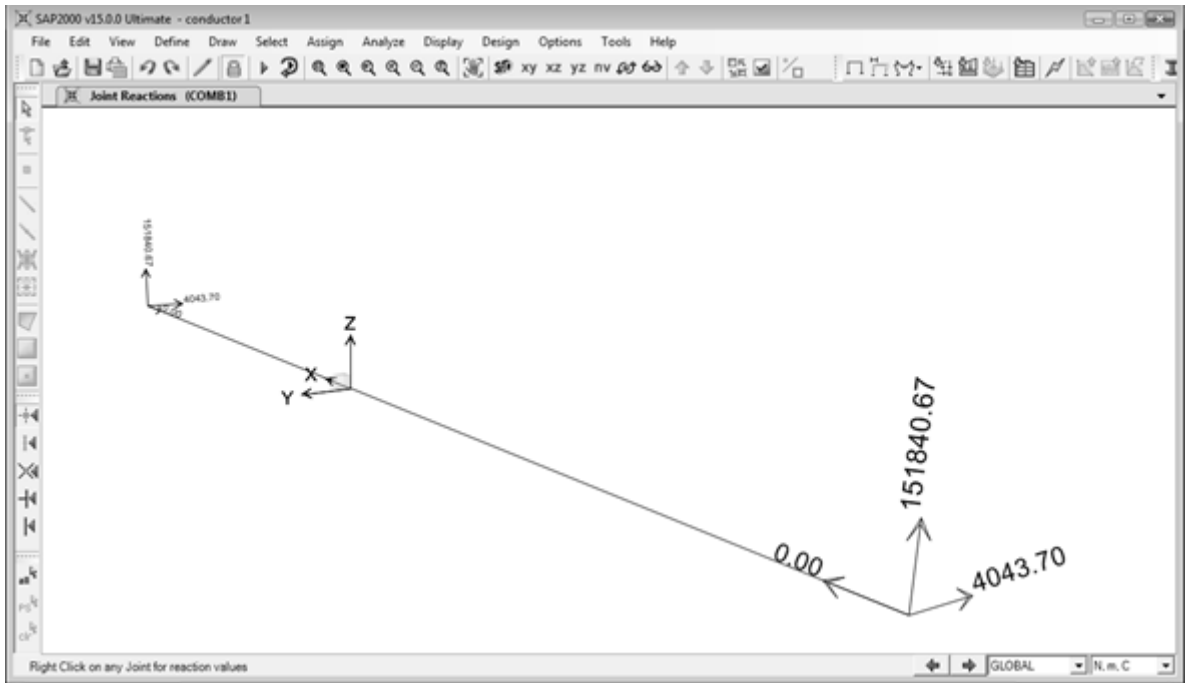 SAP2000 v15.0.0 Ultimate - conductor1
File Edit View Define Draw Select Assign Analyze Display Design Options Tools Help
xy xz yz nv
Joint Reactions (COMB1)
151840.67
4043.70
Z
X
Y
151840.67
0.00
4043.70
Right Click on any Joint for reaction values
GLOBAL
N, m, C